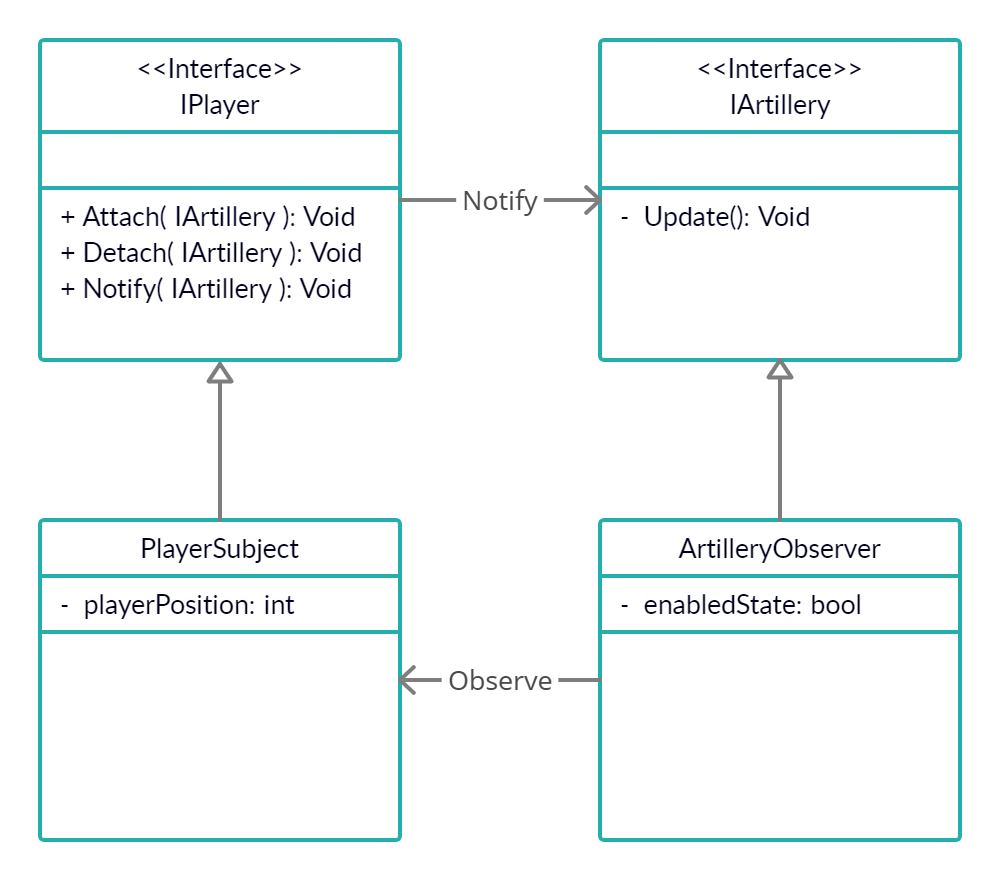 <<Interface>>
IPlayer
+ Attach( IArtillery ): Void
+ Detach( IArtillery ): Void
+ Notify( IArtillery ): Void
Notify
<<Interface>>
IArtillery
- Update(): Void
PlayerSubject
- playerPosition: int
Observe
ArtilleryObserver
- enabledState: bool